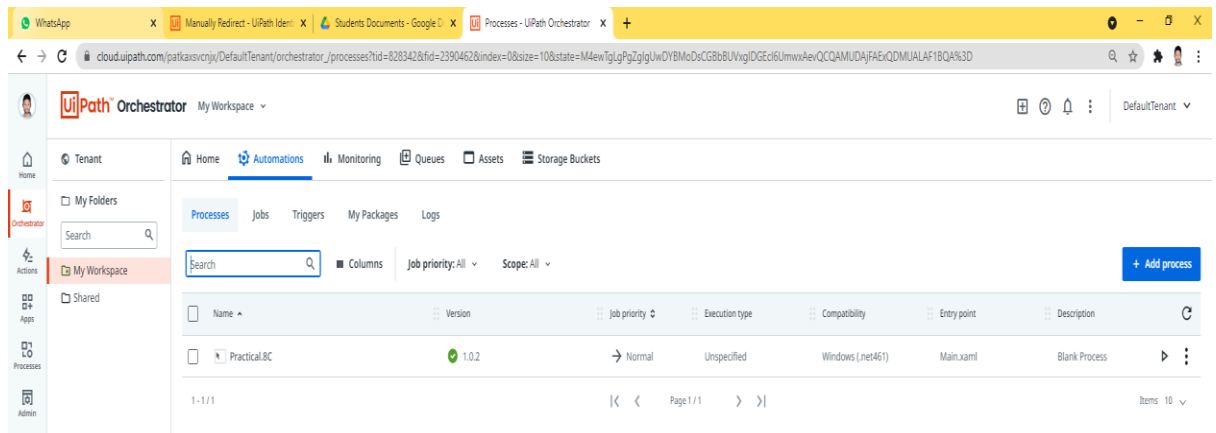 WhatsApp X Manually Redirect - UiPath Identi X Students Documents - Google D X Processes - UiPath Orchestrator X +
cloud.uipath.com/patkaxsvcnjx/DefaultTenant/orchestrator_/processes?tid=828342&fid=2390462&index=0&size=10&state=
UiPath™ Orchestrator My Workspace DefaultTenant
Home
Tenant
Home Automations Monitoring Queues Assets Storage Buckets
Orchestrator
My Folders
Processes Jobs Triggers My Packages Logs
Search
Search Columns Job priority: All Scope: All + Add process
Actions
My Workspace
Apps
Shared
Name Version Job priority Execution type Compatibility Entry point Description
Processes
Practical.8C 1.0.2 Normal Unspecified Windows (.net461) Main.xaml Blank Process
Admin
1 - 1 / 1 Page 1 / 1 Items 10